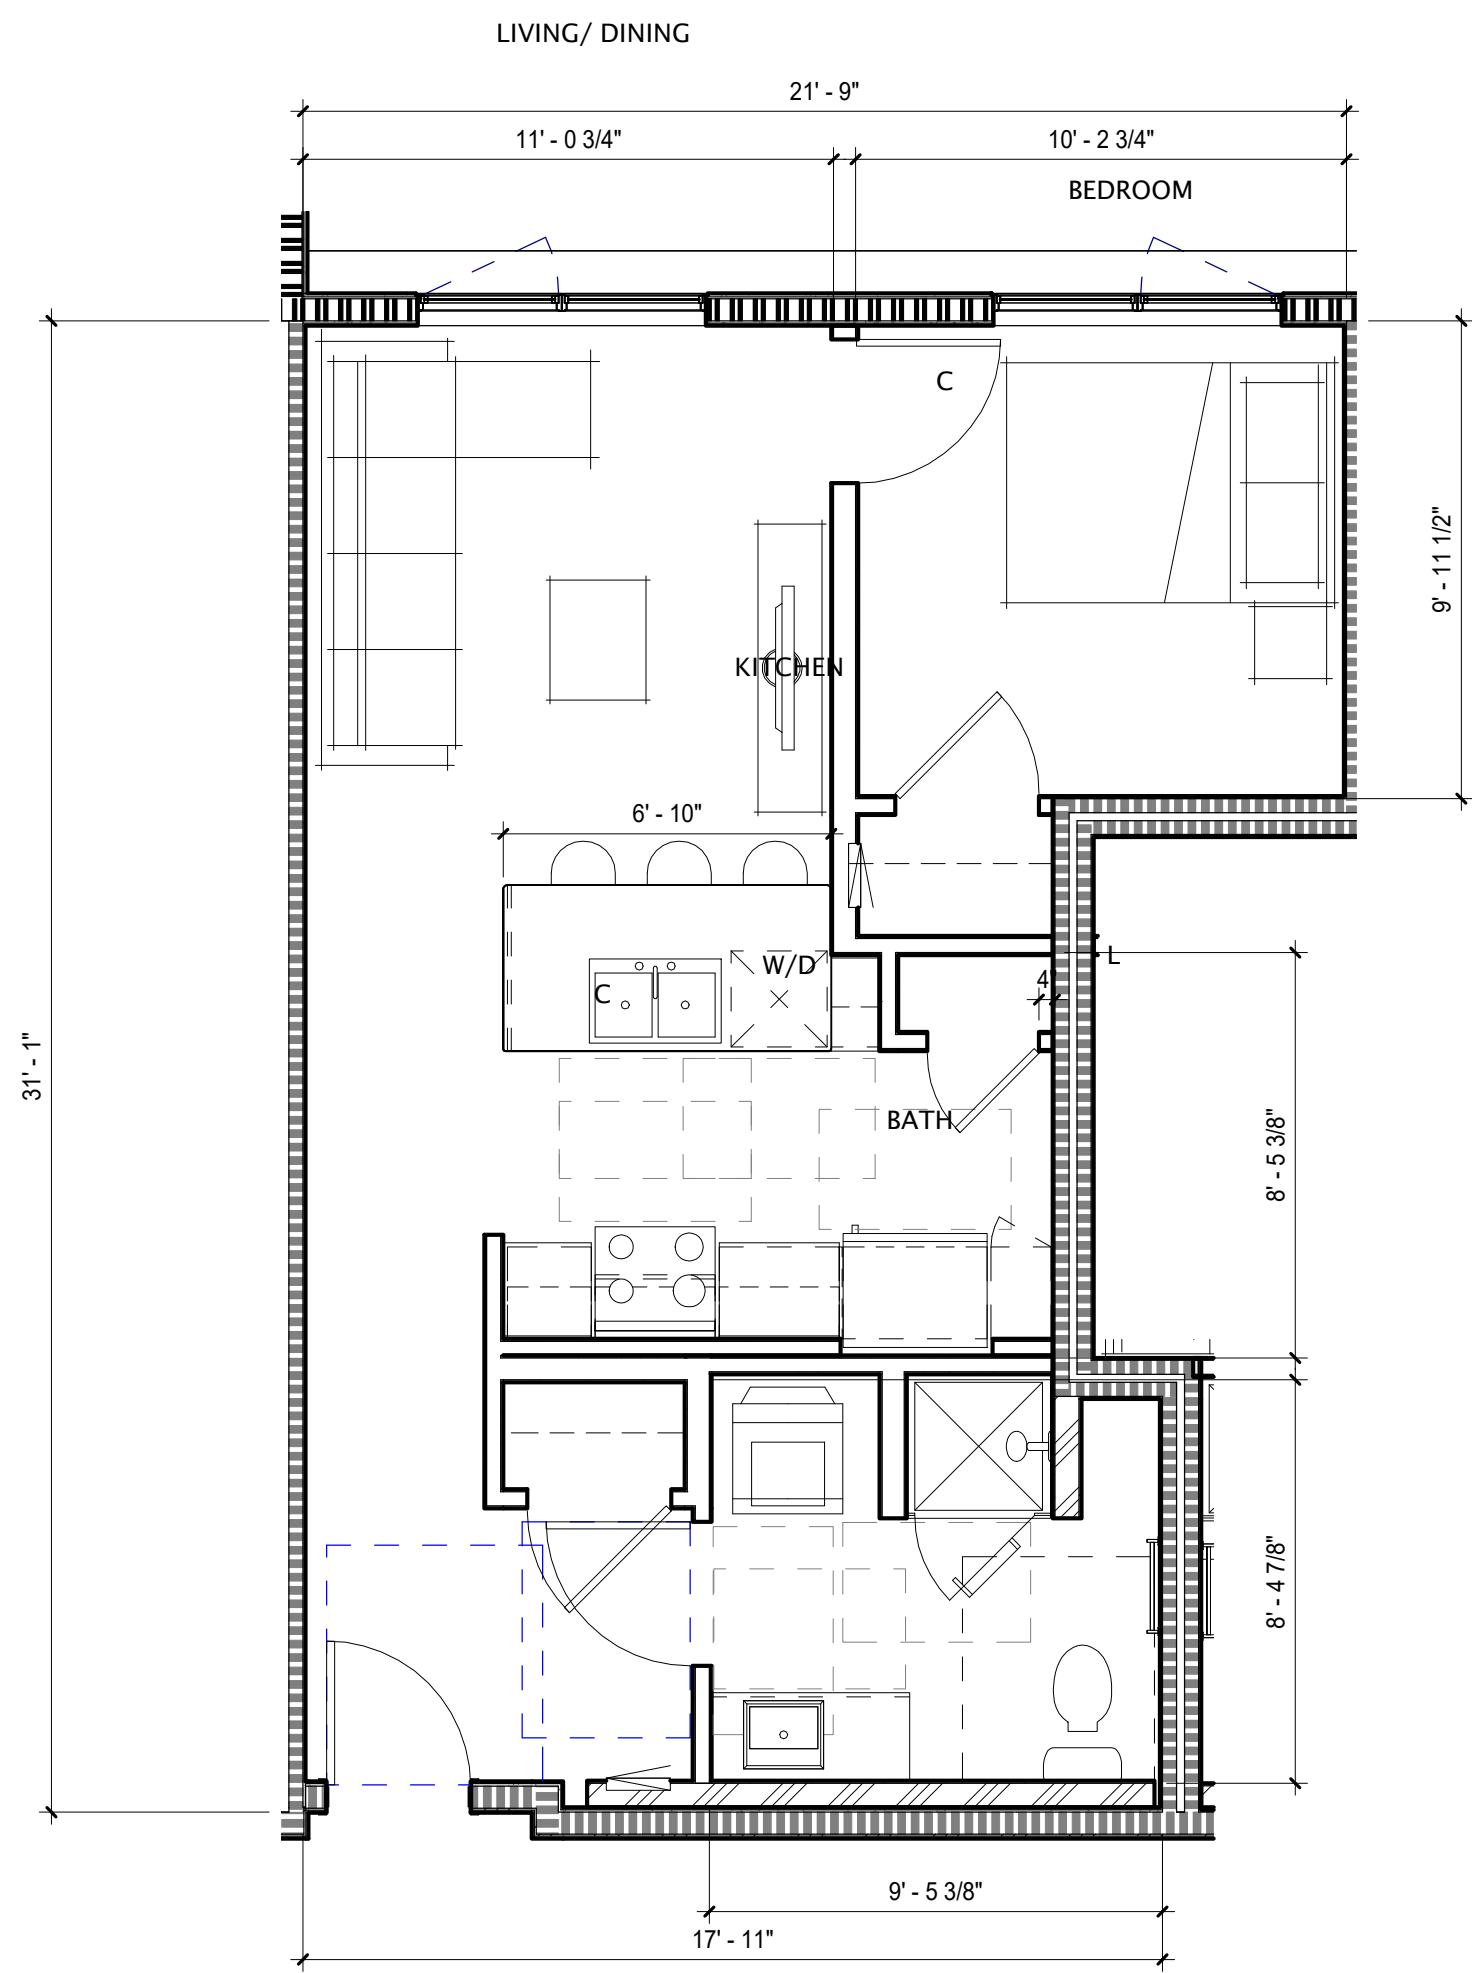 LIVING/ DINING
21' - 9"
11' - 0 3/4"
10' - 2 3/4"
BEDROOM
C
9' - 11 1/2"
KITCHEN
6' - 10"
L
W/D
4"
C
31' - 1"
BATH
8' - 5 3/8"
8' - 4 7/8"
9' - 5 3/8"
17' - 11"